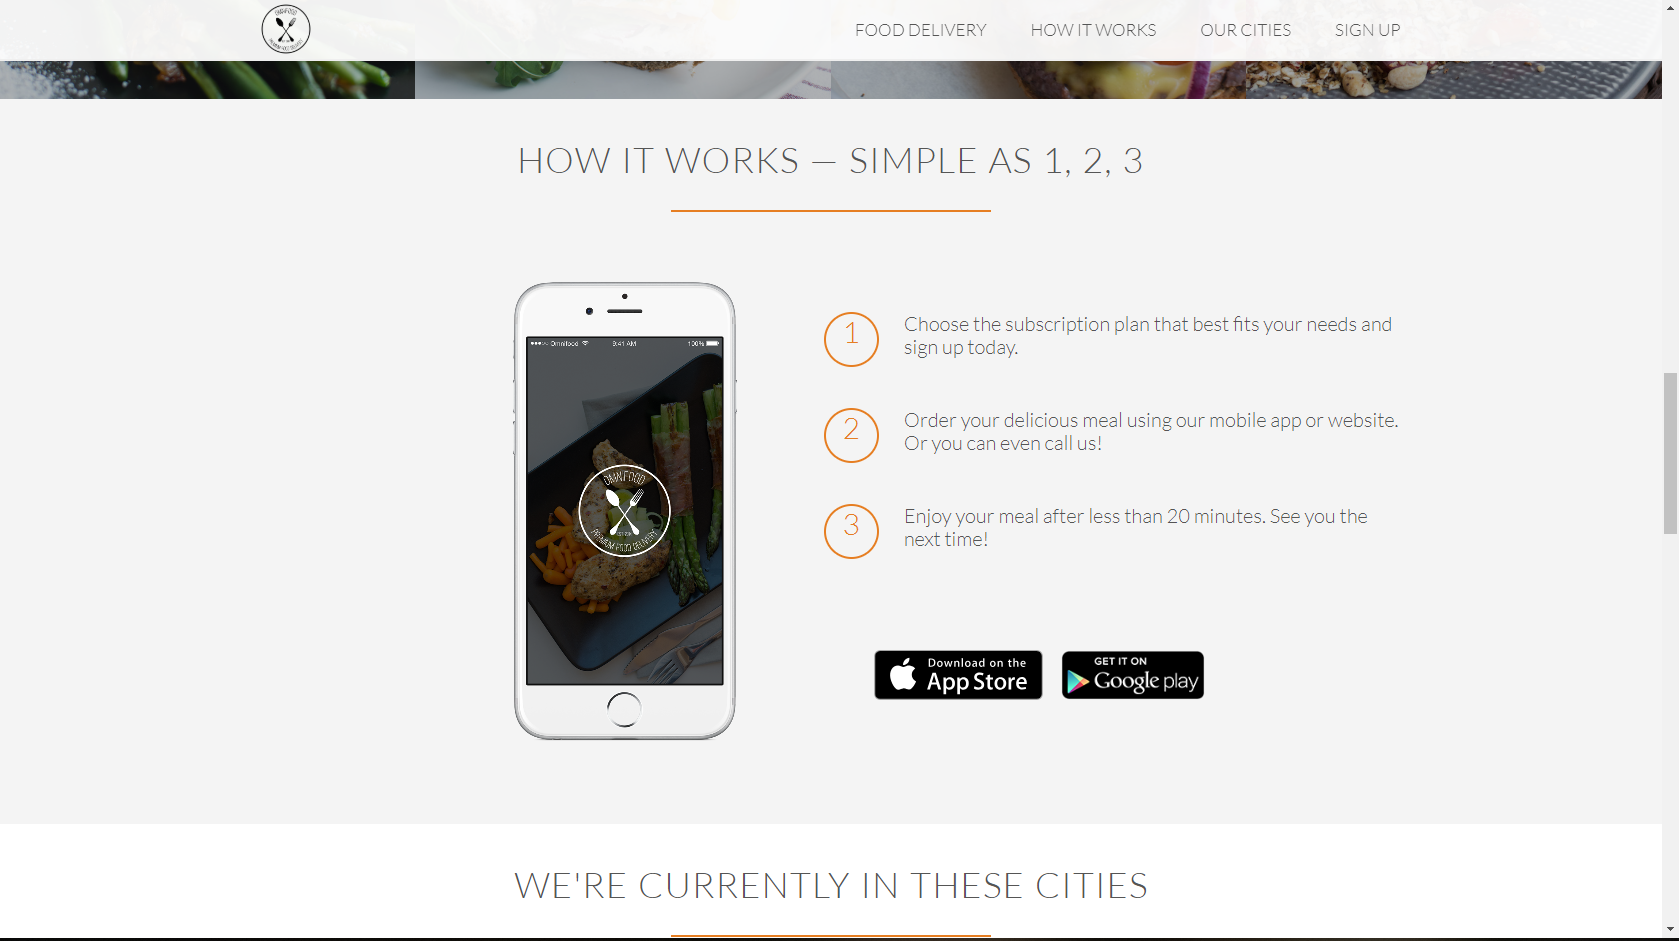 OMNIFOOD
PREMIUM FOOD DELIVERY
FOOD DELIVERY
HOW IT WORKS
OUR CITIES
SIGN UP
HOW IT WORKS — SIMPLE AS 1, 2, 3
Omnifood
9:41 AM
100%
OMNIFOOD
PREMIUM FOOD DELIVERY
1
Choose the subscription plan that best fits your needs and
sign up today.
2
Order your delicious meal using our mobile app or website.
Or you can even call us!
3
Enjoy your meal after less than 20 minutes. See you the
next time!
Download on the
App Store
GET IT ON
Google play
WE'RE CURRENTLY IN THESE CITIES